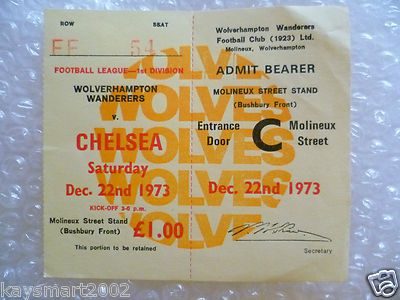 ROW SEAT
FF 54
FOOTBALL LEAGUE—1st DIVISION
WOLVERHAMPTON
WANDERERS
v.
CHELSEA
Saturday
Dec. 22nd 1973
KICK-OFF 3-0 p.m.
Molineux Street Stand
(Bushbury Front)
£1.00
This portion to be retained
Wolverhampton Wanderers
Football Club (1923) Ltd.
Molineux, Wolverhampton
ADMIT BEARER
MOLINEUX STREET STAND
(Bushbury Front)
Entrance
Door
C
Molineux
Street
Dec. 22nd 1973
Secretary
WOLVES
WOLVES
WOLVES
WOLVES
WOLVES
kaysmart2002